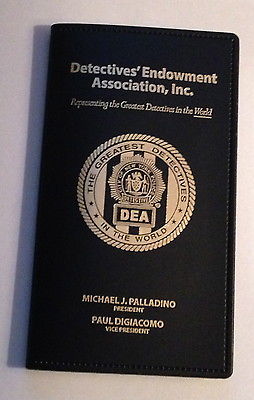 Detectives' Endowment
Association, Inc.
Representing the Greatest Detectives in the World
THE GREATEST DETECTIVES
DEA
IN THE WORLD
MICHAEL J. PALLADINO
PRESIDENT
PAUL DIGIACOMO
VICE PRESIDENT